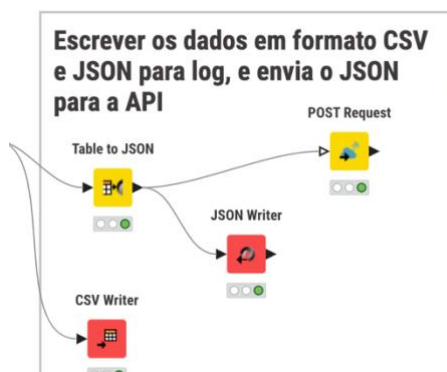 Escrever os dados em formato CSV
e JSON para log, e envia o JSON
para a API
POST Request
Table to JSON
JSON Writer
CSV Writer